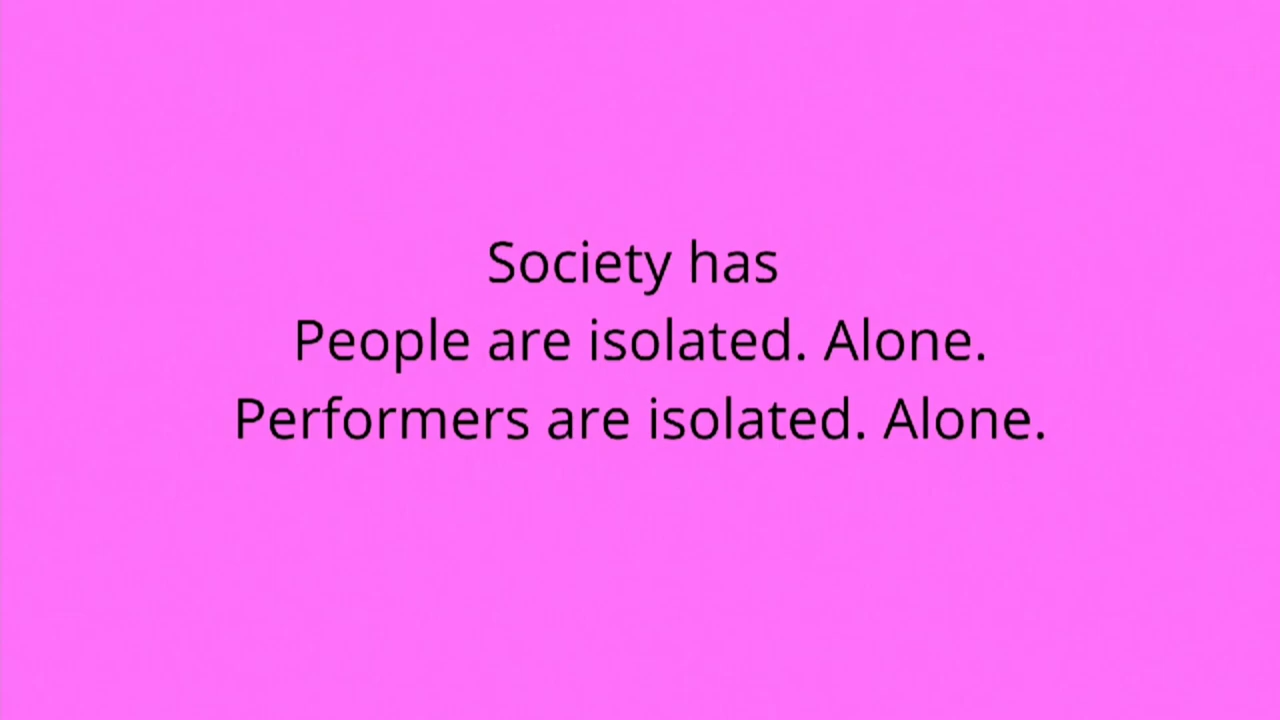 Society has
People are isolated. Alone.
Performers are isolated. Alone.